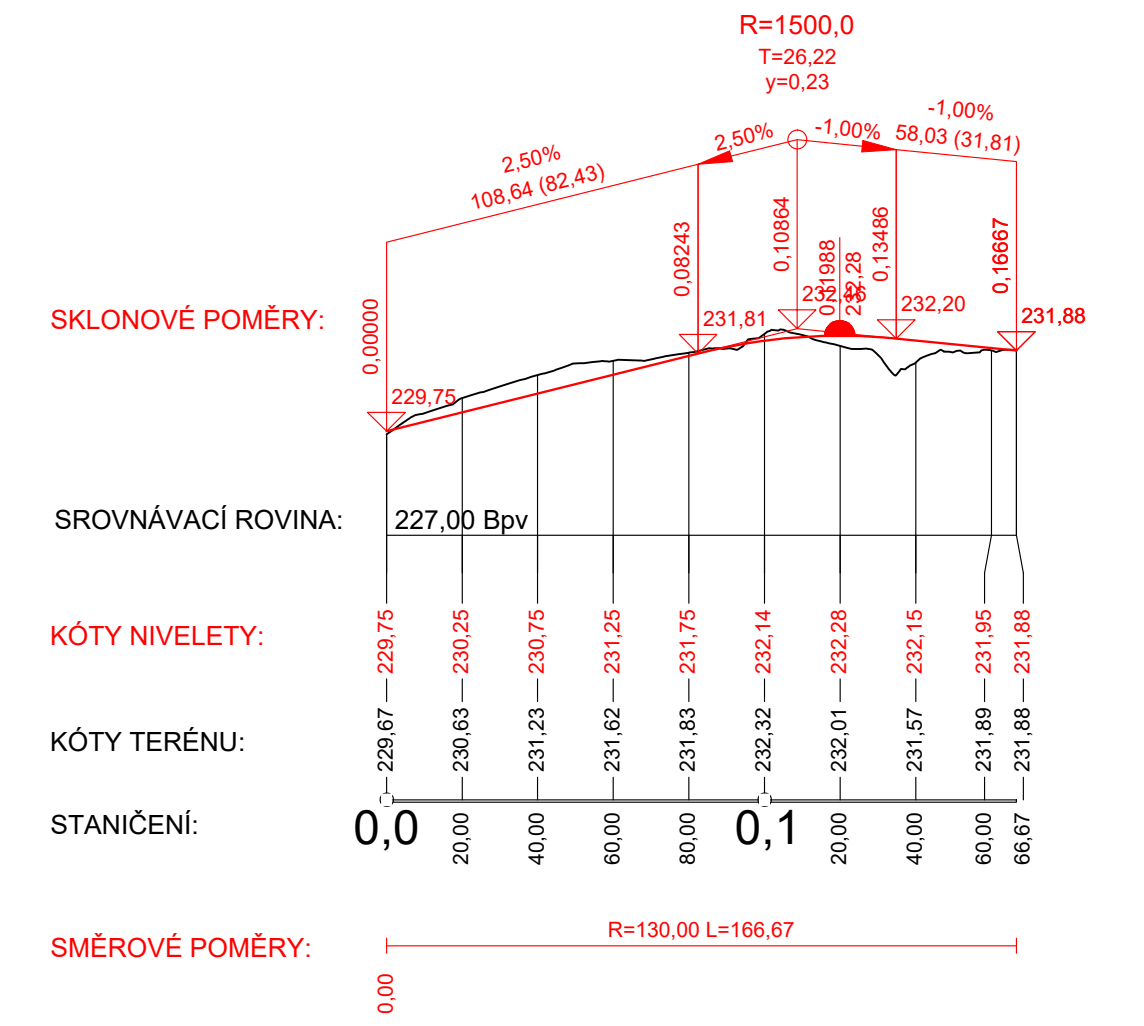 R=1500,0
T=26,22
y=0,23
2,50%
108,64 (82,43)
2,50%
-1,00%
-1,00%
58,03 (31,81)
SKLONOVÉ POMĚRY:
0,00000
229,75
0,08243
231,81
0,10864
232,46
0,11988
232,28
0,13486
232,20
0,16667
231,88
SROVNÁVACÍ ROVINA: 227,00 Bpv
KÓTY NIVELETY: 229,75 230,25 230,75 231,25 231,75 232,14 232,28 232,15 231,95 231,88
KÓTY TERÉNU: 229,67 230,63 231,23 231,62 231,83 232,32 232,01 231,57 231,89 231,88
STANIČENÍ: 0,0 20,00 40,00 60,00 80,00 0,1 20,00 40,00 60,00 66,67
SMĚROVÉ POMĚRY: R=130,00 L=166,67
0,00